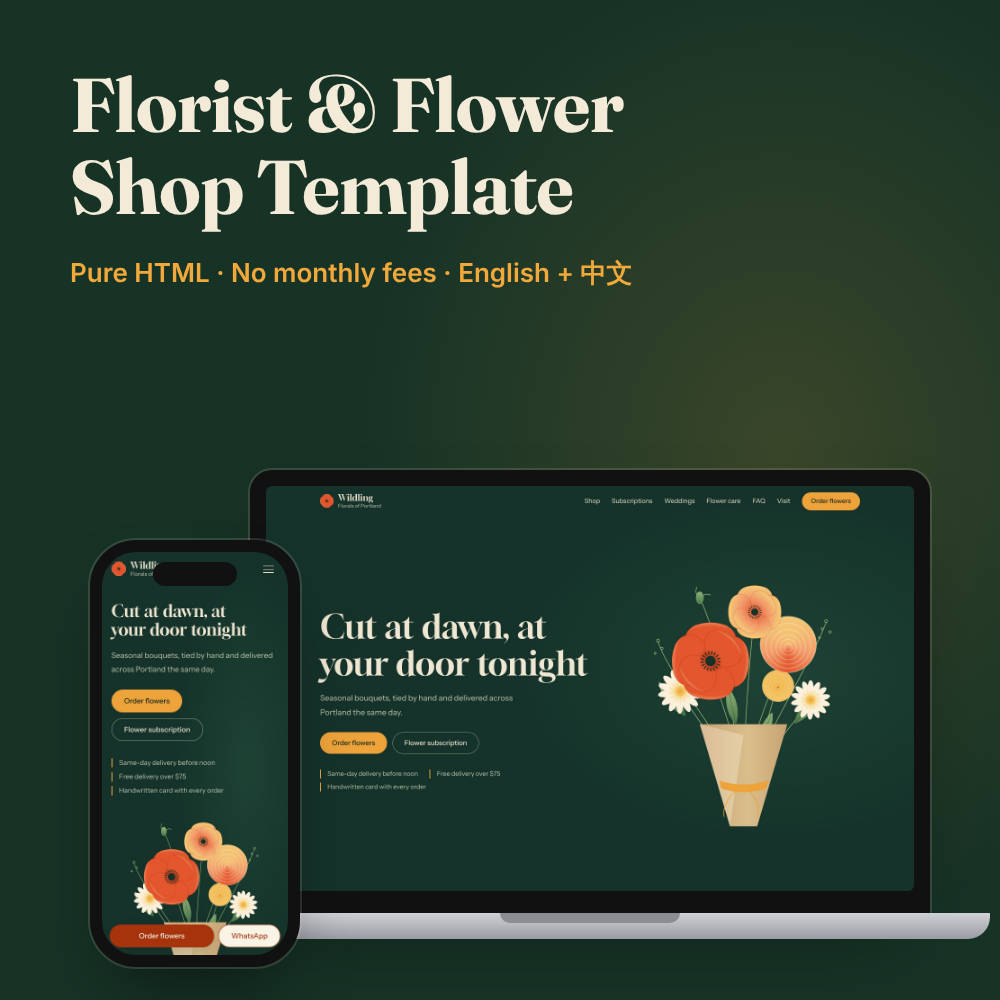 Florist & Flower
Shop Template
Pure HTML · No monthly fees · English + 中文
Wildling
Florals of Portland
Shop Subscriptions Weddings Flower care FAQ Visit Order flowers
Cut at dawn, at
your door tonight
Seasonal bouquets, tied by hand and delivered across
Portland the same day.
Order flowers Flower subscription
Same-day delivery before noon Free delivery over $75
Handwritten card with every order
Florals of
Cut at dawn, at
your door tonight
Seasonal bouquets, tied by hand and delivered
across Portland the same day.
Order flowers
Flower subscription
Same-day delivery before noon
Free delivery over $75
Handwritten card with every order
Order flowers WhatsApp